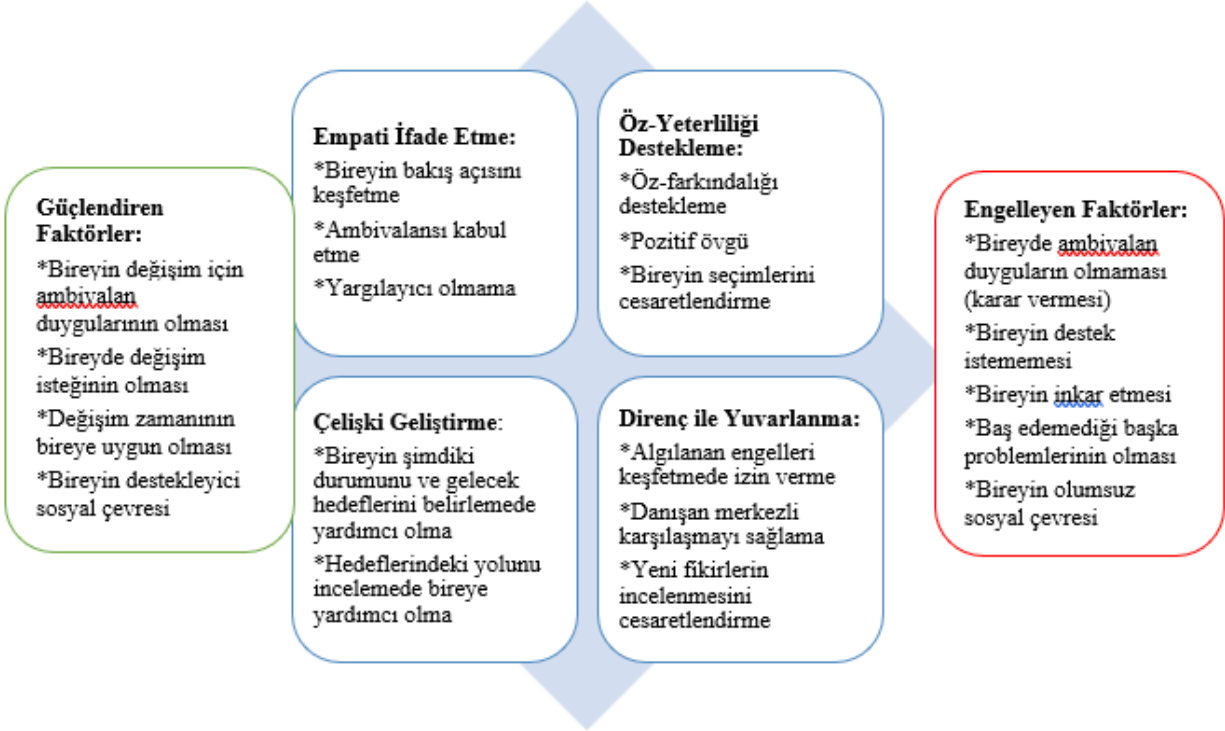 Güçlendiren
Faktörler:
*Bireyin değişim için
ambivalan
duygularının olması
*Bireyde değişim
isteğinin olması
*Değişim zamanının
bireye uygun olması
*Bireyin destekleyici
sosyal çevresi
Empati İfade Etme:
*Bireyin bakış açısını
keşfetme
*Ambivalansı kabul
etme
*Yargılayıcı olmama
Öz-Yeterliliği
Destekleme:
*Öz-farkındalığı
destekleme
*Pozitif övgü
*Bireyin seçimlerini
cesaretlendirme
Çelişki Geliştirme:
*Bireyin şimdiki
durumunu ve gelecek
hedeflerini belirlemede
yardımcı olma
*Hedeflerindeki yolunu
incelemede bireye
yardımcı olma
Direnç ile Yuvarlanma:
*Algılanan engelleri
keşfetmede izin verme
*Danışan merkezli
karşılaşmayı sağlama
*Yeni fikirlerin
incelenmesini
cesaretlendirme
Engelleyen Faktörler:
*Bireyde ambivalan
duyguların olmaması
(karar vermesi)
*Bireyin destek
istememesi
*Bireyin inkar etmesi
*Baş edemediği başka
problemlerinin olması
*Bireyin olumsuz
sosyal çevresi